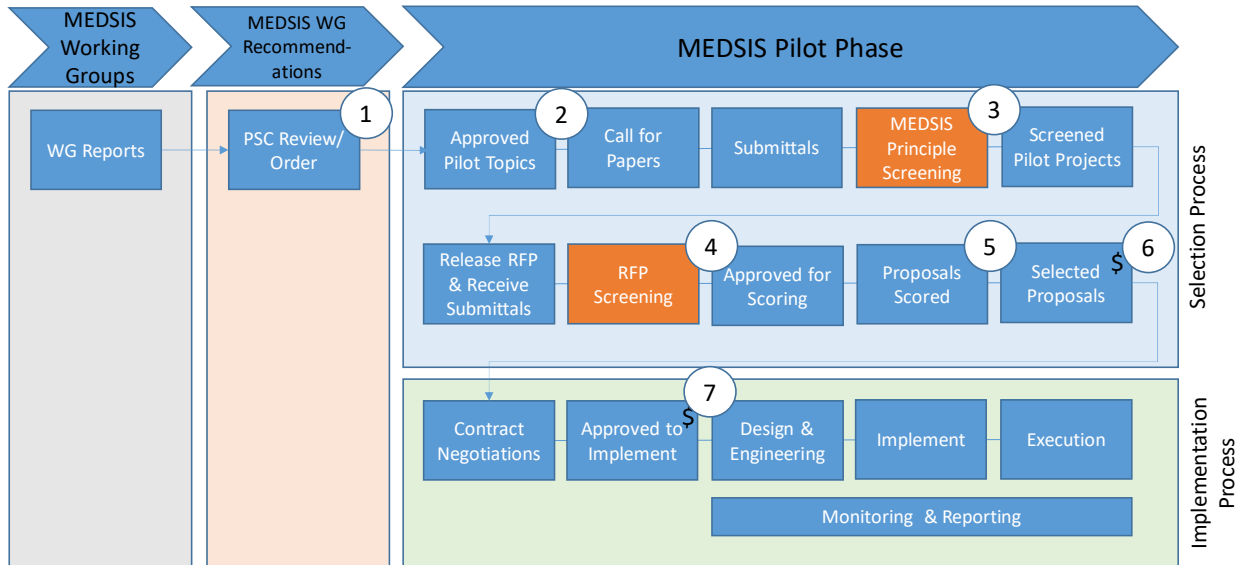 MEDSIS
Working
Groups
MEDSIS WG
Recommend-
ations
MEDSIS Pilot Phase
WG Reports
PSC Review/
Order
1
Approved
Pilot Topics
2
Call for
Papers
Submittals
MEDSIS
Principle
Screening
3
Screened
Pilot Projects
Selection Process
Release RFP
& Receive
Submittals
RFP
Screening
4
Approved for
Scoring
Proposals
Scored
5
Selected
Proposals
$
6
Contract
Negotiations
Approved to
Implement
$
7
Design &
Engineering
Implement
Execution
Monitoring & Reporting
Implementation
Process